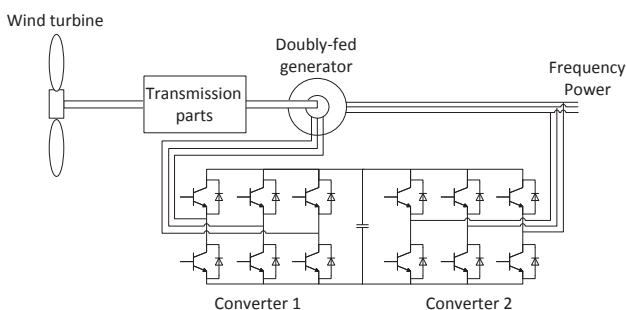 Wind turbine
Doubly-fed
generator
Frequency
Power
Transmission
parts
Converter 1
Converter 2